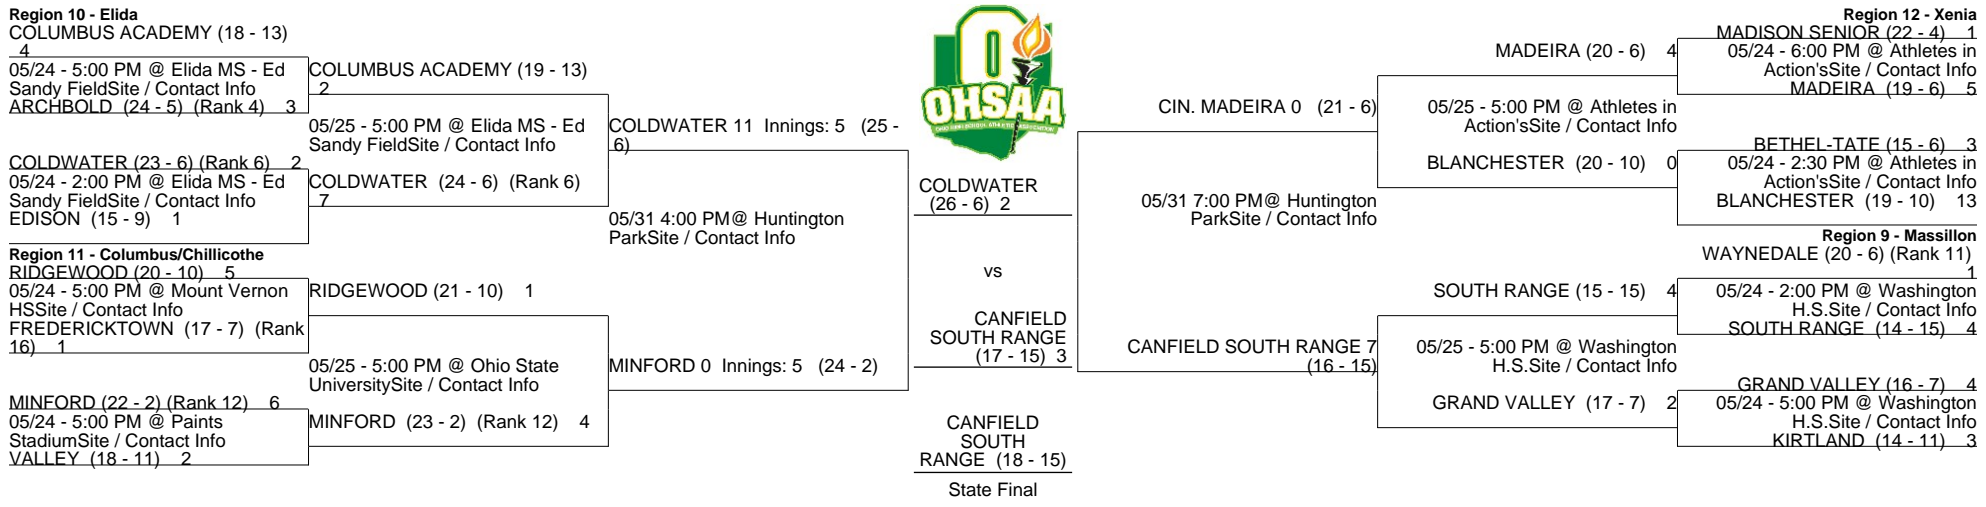 Region 10 - Elida
COLUMBUS ACADEMY (18 - 13)
4
05/24 - 5:00 PM @ Elida MS - Ed
Sandy FieldSite / Contact Info
ARCHBOLD (24 - 5) (Rank 4) 3
COLDWATER (23 - 6) (Rank 6) 2
05/24 - 2:00 PM @ Elida MS - Ed
Sandy FieldSite / Contact Info
EDISON (15 - 9) 1
Region 11 - Columbus/Chillicothe
RIDGEWOOD (20 - 10) 5
05/24 - 5:00 PM @ Mount Vernon
HSSite / Contact Info
FREDERICKTOWN (17 - 7) (Rank
16) 1
MINFORD (22 - 2) (Rank 12) 6
05/24 - 5:00 PM @ Paints
StadiumSite / Contact Info
VALLEY (18 - 11) 2
COLUMBUS ACADEMY (19 - 13)
2
05/25 - 5:00 PM @ Elida MS - Ed
Sandy FieldSite / Contact Info
COLDWATER (24 - 6) (Rank 6)
7
RIDGEWOOD (21 - 10) 1
05/25 - 5:00 PM @ Ohio State
UniversitySite / Contact Info
MINFORD (23 - 2) (Rank 12) 4
COLDWATER 11 Innings: 5 (25 -
6)
05/31 4:00 PM@ Huntington
ParkSite / Contact Info
MINFORD 0 Innings: 5 (24 - 2)
OHSAA
COLDWATER
(26 - 6) 2
vs
CANFIELD
SOUTH RANGE
(17 - 15) 3
CANFIELD
SOUTH
RANGE (18 - 15)
State Final
CIN. MADEIRA 0 (21 - 6)
05/31 7:00 PM@ Huntington
ParkSite / Contact Info
CANFIELD SOUTH RANGE 7
(16 - 15)
MADEIRA (20 - 6) 4
05/25 - 5:00 PM @ Athletes in
Action'sSite / Contact Info
BLANCHESTER (20 - 10) 0
SOUTH RANGE (15 - 15) 4
05/25 - 5:00 PM @ Washington
H.S.Site / Contact Info
GRAND VALLEY (17 - 7) 2
Region 12 - Xenia
MADISON SENIOR (22 - 4) 1
05/24 - 6:00 PM @ Athletes in
Action'sSite / Contact Info
MADEIRA (19 - 6) 5
BETHEL-TATE (15 - 6) 3
05/24 - 2:30 PM @ Athletes in
Action'sSite / Contact Info
BLANCHESTER (19 - 10) 13
Region 9 - Massillon
WAYNEDALE (20 - 6) (Rank 11)
1
05/24 - 2:00 PM @ Washington
H.S.Site / Contact Info
SOUTH RANGE (14 - 15) 4
GRAND VALLEY (16 - 7) 4
05/24 - 5:00 PM @ Washington
H.S.Site / Contact Info
KIRTLAND (14 - 11) 3